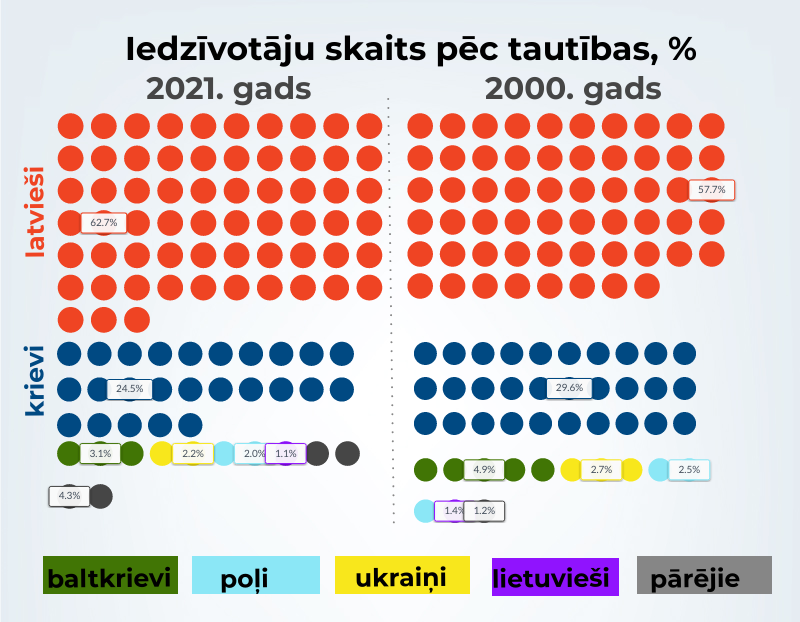 Iedzīvotāju skaits pēc tautības, %
2021. gads
2000. gads
latvieši
62.7%
57.7%
krievi
24.5%
29.6%
3.1%
2.2%
2.0%
1.1%
4.3%
4.9%
2.7%
2.5%
1.4%
1.2%
baltkrievi
poļi
ukraiņi
lietuvieši
pārējie